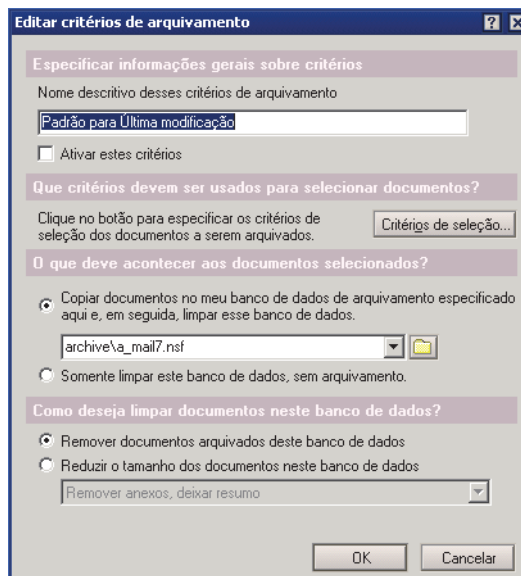 Editar critérios de arquivamento
Especificar informações gerais sobre critérios
Nome descritivo desses critérios de arquivamento
Padrão para Última modificação
Ativar estes critérios
Que critérios devem ser usados para selecionar documentos?
Clique no botão para especificar os critérios de
seleção dos documentos a serem arquivados.
Critérios de seleção...
O que deve acontecer aos documentos selecionados?
Copiar documentos no meu banco de dados de arquivamento especificado
aqui e, em seguida, limpar esse banco de dados.
archive\a_mail7.nsf
Somente limpar este banco de dados, sem arquivamento.
Como deseja limpar documentos neste banco de dados?
Remover documentos arquivados deste banco de dados
Reduzir o tamanho dos documentos neste banco de dados
Remover anexos, deixar resumo
OK
Cancelar